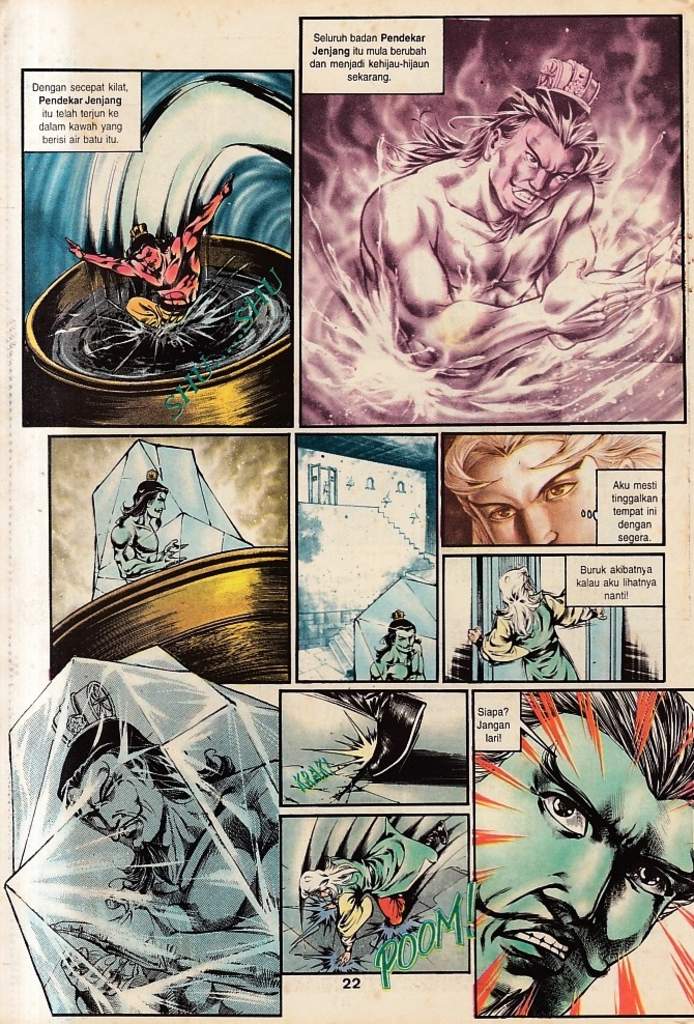 Dengan secepat kilat,
Pendekar Jenjang
itu telah terjun ke
dalam kawah yang
berisi air batu itu.
SHU... SHU
Seluruh badan Pendekar
Jenjang itu mula berubah
dan menjadi kehijau-hijaun
sekarang.
Aku mesti
tinggalkan
tempat ini
dengan
segera.
Buruk akibatnya
kalau aku lihatnya
nanti!
KRAK!
POOM!
Siapa?
Jangan
lari!
22